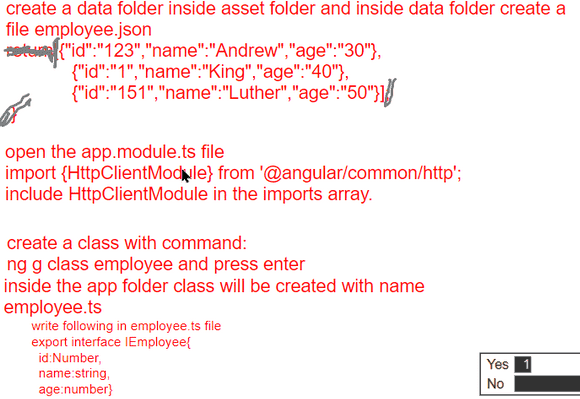 create a data folder inside asset folder and inside data folder create a
file employee.json
return [{"id":"123","name":"Andrew","age":"30"},
{"id":"1","name":"King","age":"40"},
{"id":"151","name":"Luther","age":"50"}]
}
open the app.module.ts file
import {HttpClientModule} from '@angular/common/http';
include HttpClientModule in the imports array.
create a class with command:
ng g class employee and press enter
inside the app folder class will be created with name
employee.ts
write following in employee.ts file
export interface IEmployee{
id:Number,
name:string,
age:number}
Yes 1
No